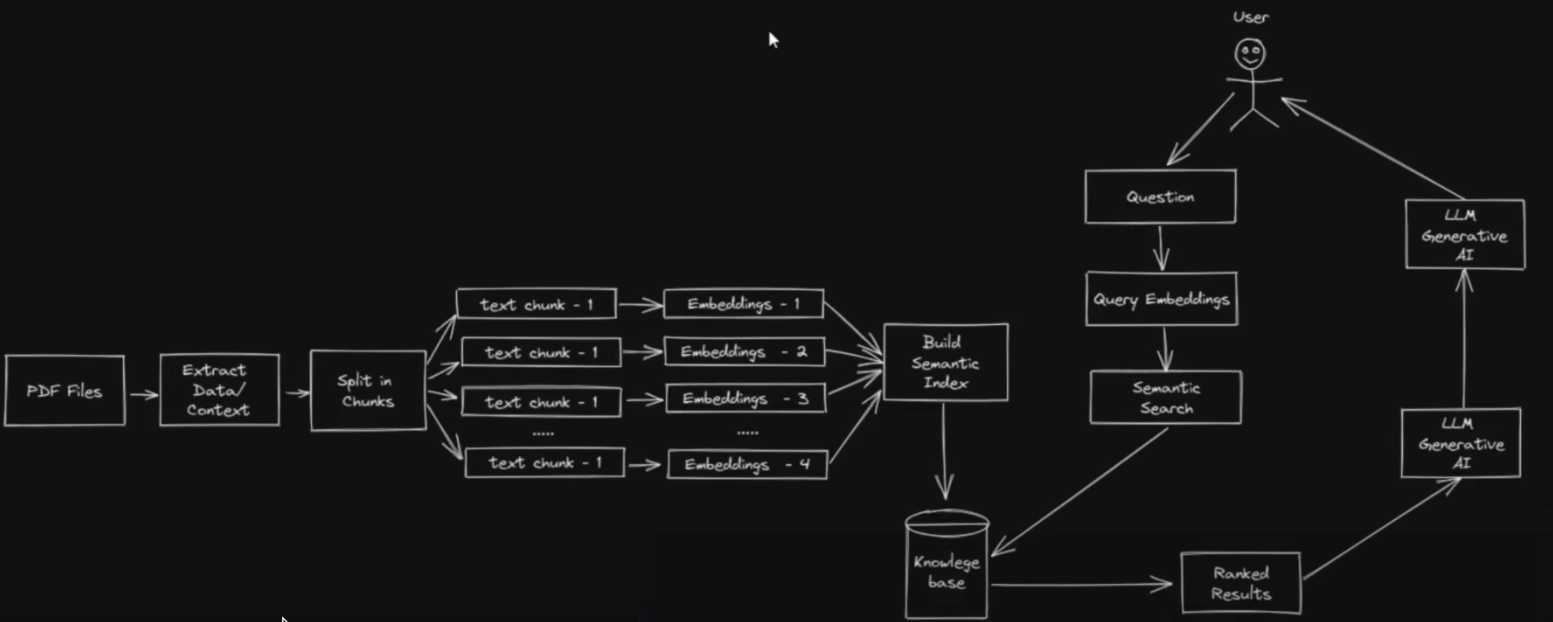 User
Question
Query Embeddings
Semantic
Search
LLM
Generative
AI
LLM
Generative
AI
PDF Files
Extract
Data/
Context
Split in
Chunks
text chunk - 1
text chunk - 1
text chunk - 1
.....
text chunk - 1
Embeddings - 1
Embeddings - 2
Embeddings - 3
.....
Embeddings - 4
Build
Semantic
Index
Knowlege
base
Ranked
Results